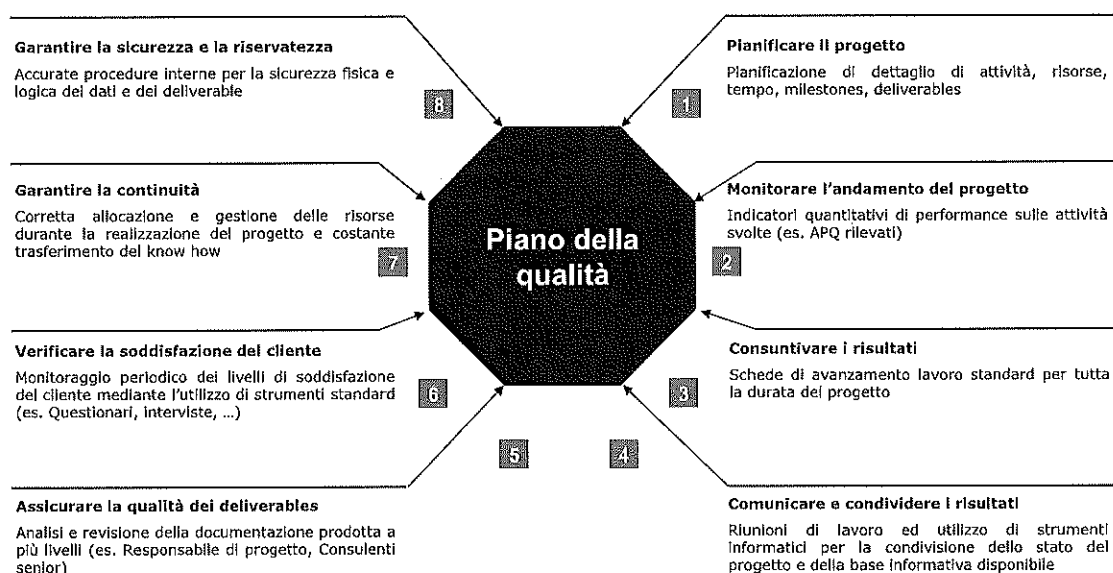 Garantire la sicurezza e la riservatezza
Accurate procedure interne per la sicurezza fisica e
logica dei dati e dei deliverable
8
Pianificare il progetto
Pianificazione di dettaglio di attività, risorse,
tempo, milestones, deliverables
1
Garantire la continuità
Corretta allocazione e gestione delle risorse
durante la realizzazione del progetto e costante
trasferimento del know how
7
Piano della
qualità
Monitorare l'andamento del progetto
Indicatori quantitativi di performance sulle attività
svolte (es. APQ rilevati)
2
Verificare la soddisfazione del cliente
Monitoraggio periodico dei livelli di soddisfazione
del cliente mediante l'utilizzo di strumenti standard
(es. Questionari, interviste, ...)
6
Consuntivare i risultati
Schede di avanzamento lavoro standard per tutta
la durata del progetto
3
5
4
Assicurare la qualità dei deliverables
Analisi e revisione della documentazione prodotta a
più livelli (es. Responsabile di progetto, Consulenti
senior)
Comunicare e condividere i risultati
Riunioni di lavoro ed utilizzo di strumenti
informatici per la condivisione dello stato del
progetto e della base informativa disponibile